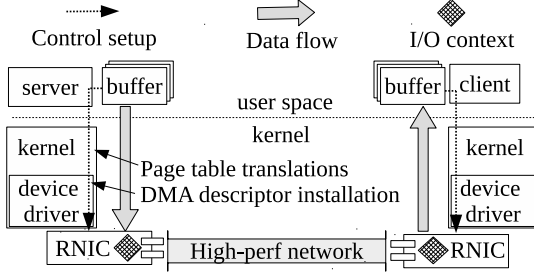 Control setup
Data flow
I/O context
server
buffer
buffer
client
user space
kernel
kernel
kernel
Page table translations
device
driver
DMA descriptor installation
device
driver
RNIC
High-perf network
RNIC